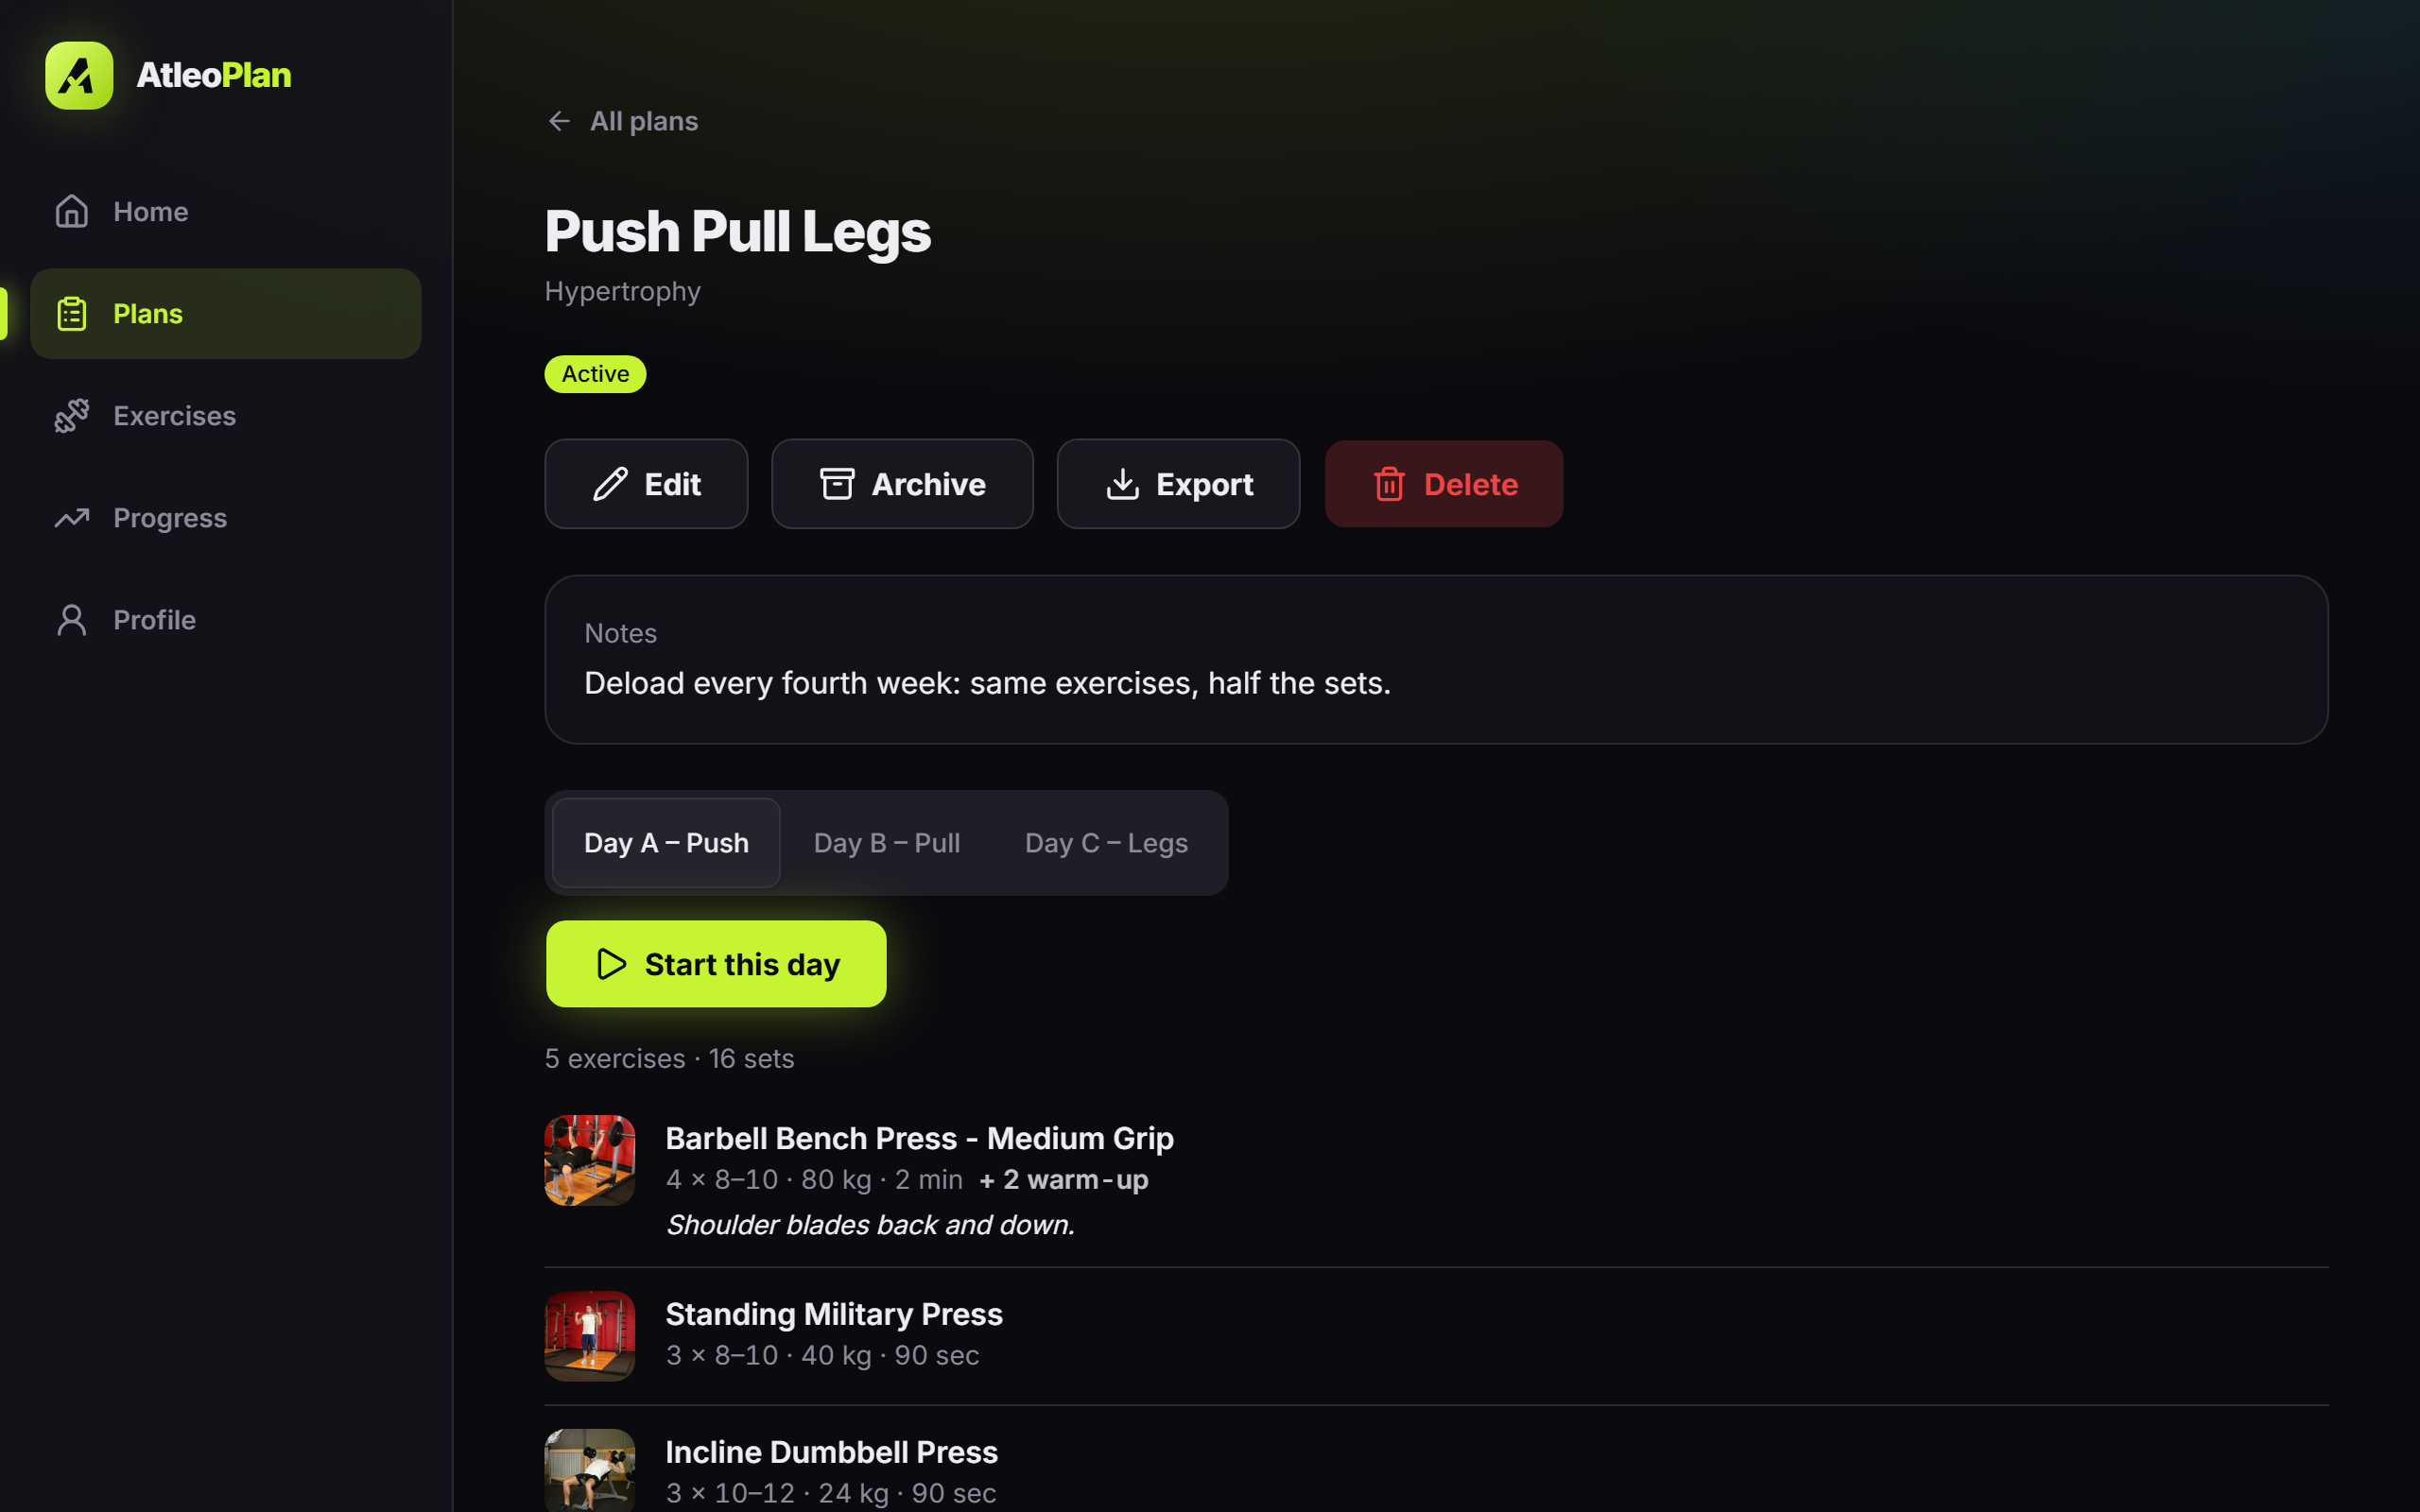 AtleoPlan
Home
Plans
Exercises
Progress
Profile
All plans
Push Pull Legs
Hypertrophy
Active
Edit
Archive
Export
Delete
Notes
Deload every fourth week: same exercises, half the sets.
Day A – Push
Day B – Pull
Day C – Legs
Start this day
5 exercises · 16 sets
Barbell Bench Press - Medium Grip
4 × 8–10 · 80 kg · 2 min + 2 warm-up
Shoulder blades back and down.
Standing Military Press
3 × 8–10 · 40 kg · 90 sec
Incline Dumbbell Press
3 × 10–12 · 24 kg · 90 sec